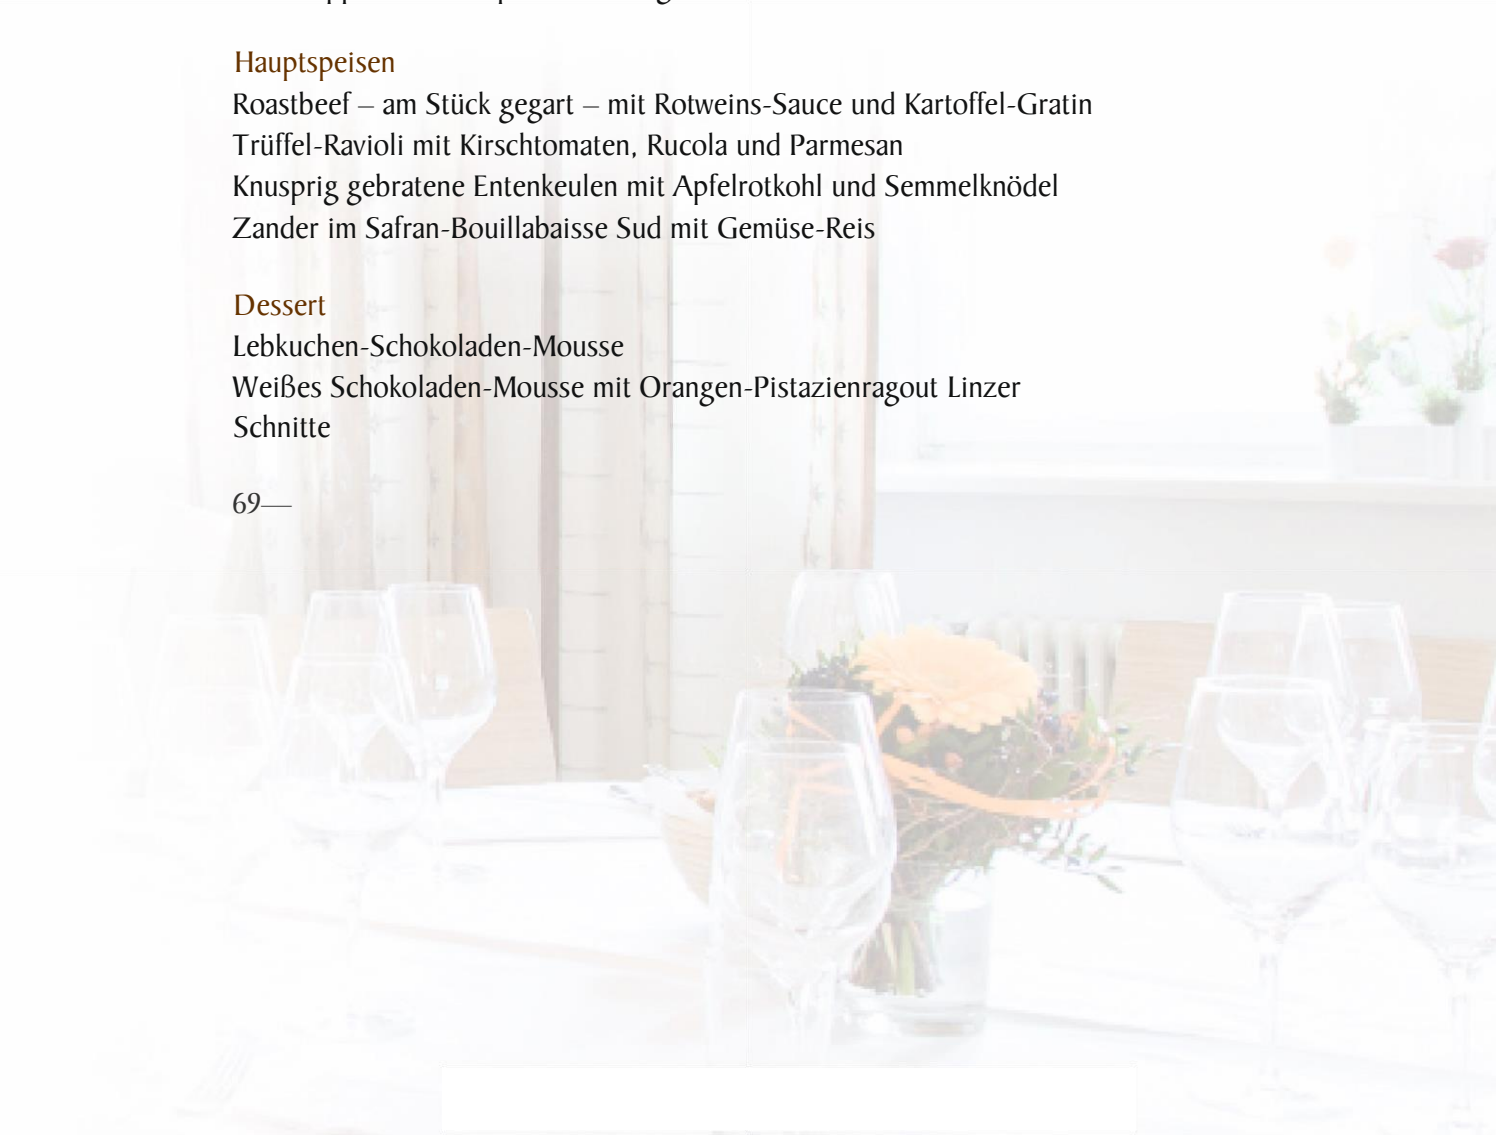 Hauptspeisen
Roastbeef – am Stück gegart – mit Rotweins-Sauce und Kartoffel-Gratin
Trüffel-Ravioli mit Kirschtomaten, Rucola und Parmesan
Knusprig gebratene Entenkeulen mit Apfelrotkohl und Semmelknödel
Zander im Safran-Bouillabaisse Sud mit Gemüse-Reis
Dessert
Lebkuchen-Schokoladen-Mousse
Weißes Schokoladen-Mousse mit Orangen-Pistazienragout Linzer
Schnitte
69—